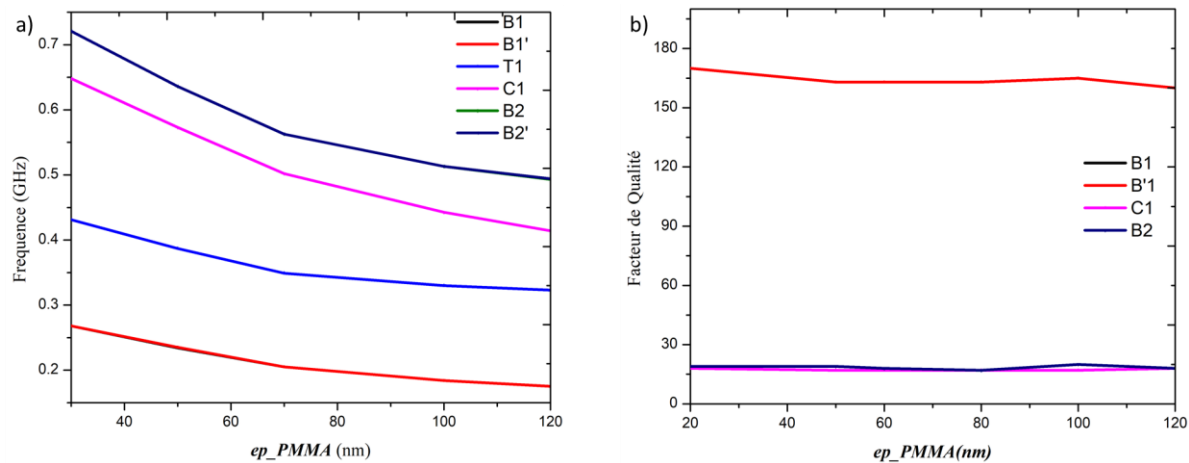 a)
0.7
0.6
0.5
0.4
0.3
0.2
Frequence (GHz)
40 60 80 100 120
ep_PMMA (nm)
B1
B1'
T1
C1
B2
B2'
b)
180
150
120
90
60
30
0
Facteur de Qualité
20 40 60 80 100 120
ep_PMMA(nm)
B1
B'1
C1
B2